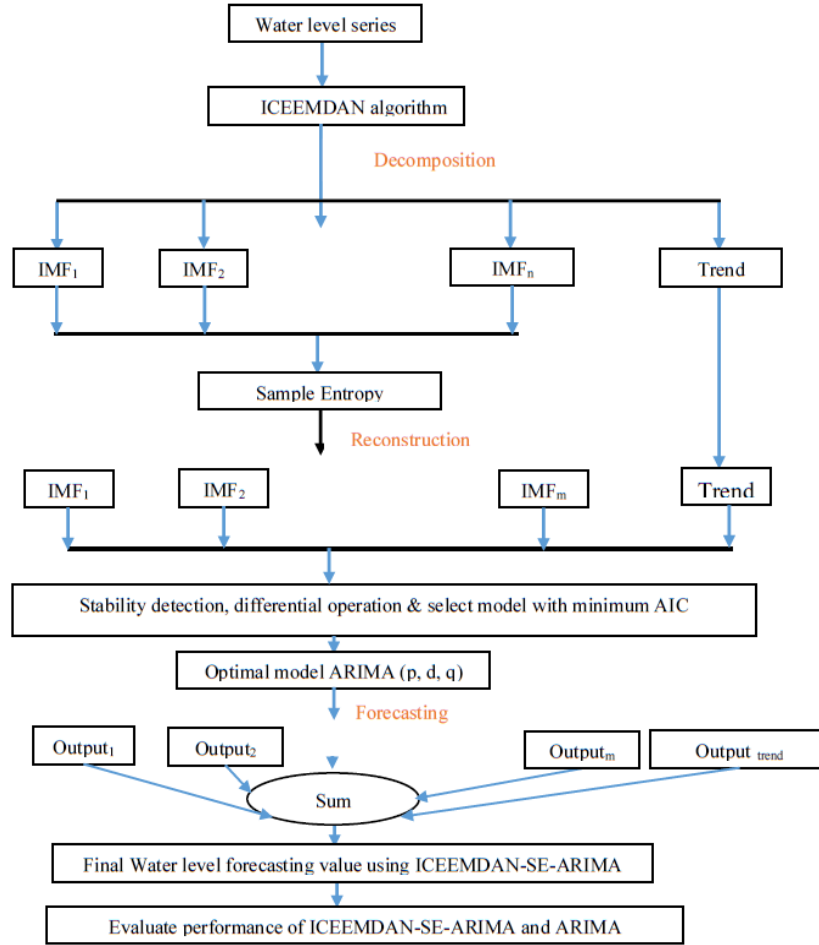 Water level series
ICEEMDAN algorithm
Decomposition
IMF₁
IMF₂
IMFₙ
Trend
Sample Entropy
Reconstruction
IMF₁
IMF₂
IMFₘ
Trend
Stability detection, differential operation & select model with minimum AIC
Optimal model ARIMA (p, d, q)
Forecasting
Output₁
Output₂
Outputₘ
Output trend
Sum
Final Water level forecasting value using ICEEMDAN-SE-ARIMA
Evaluate performance of ICEEMDAN-SE-ARIMA and ARIMA